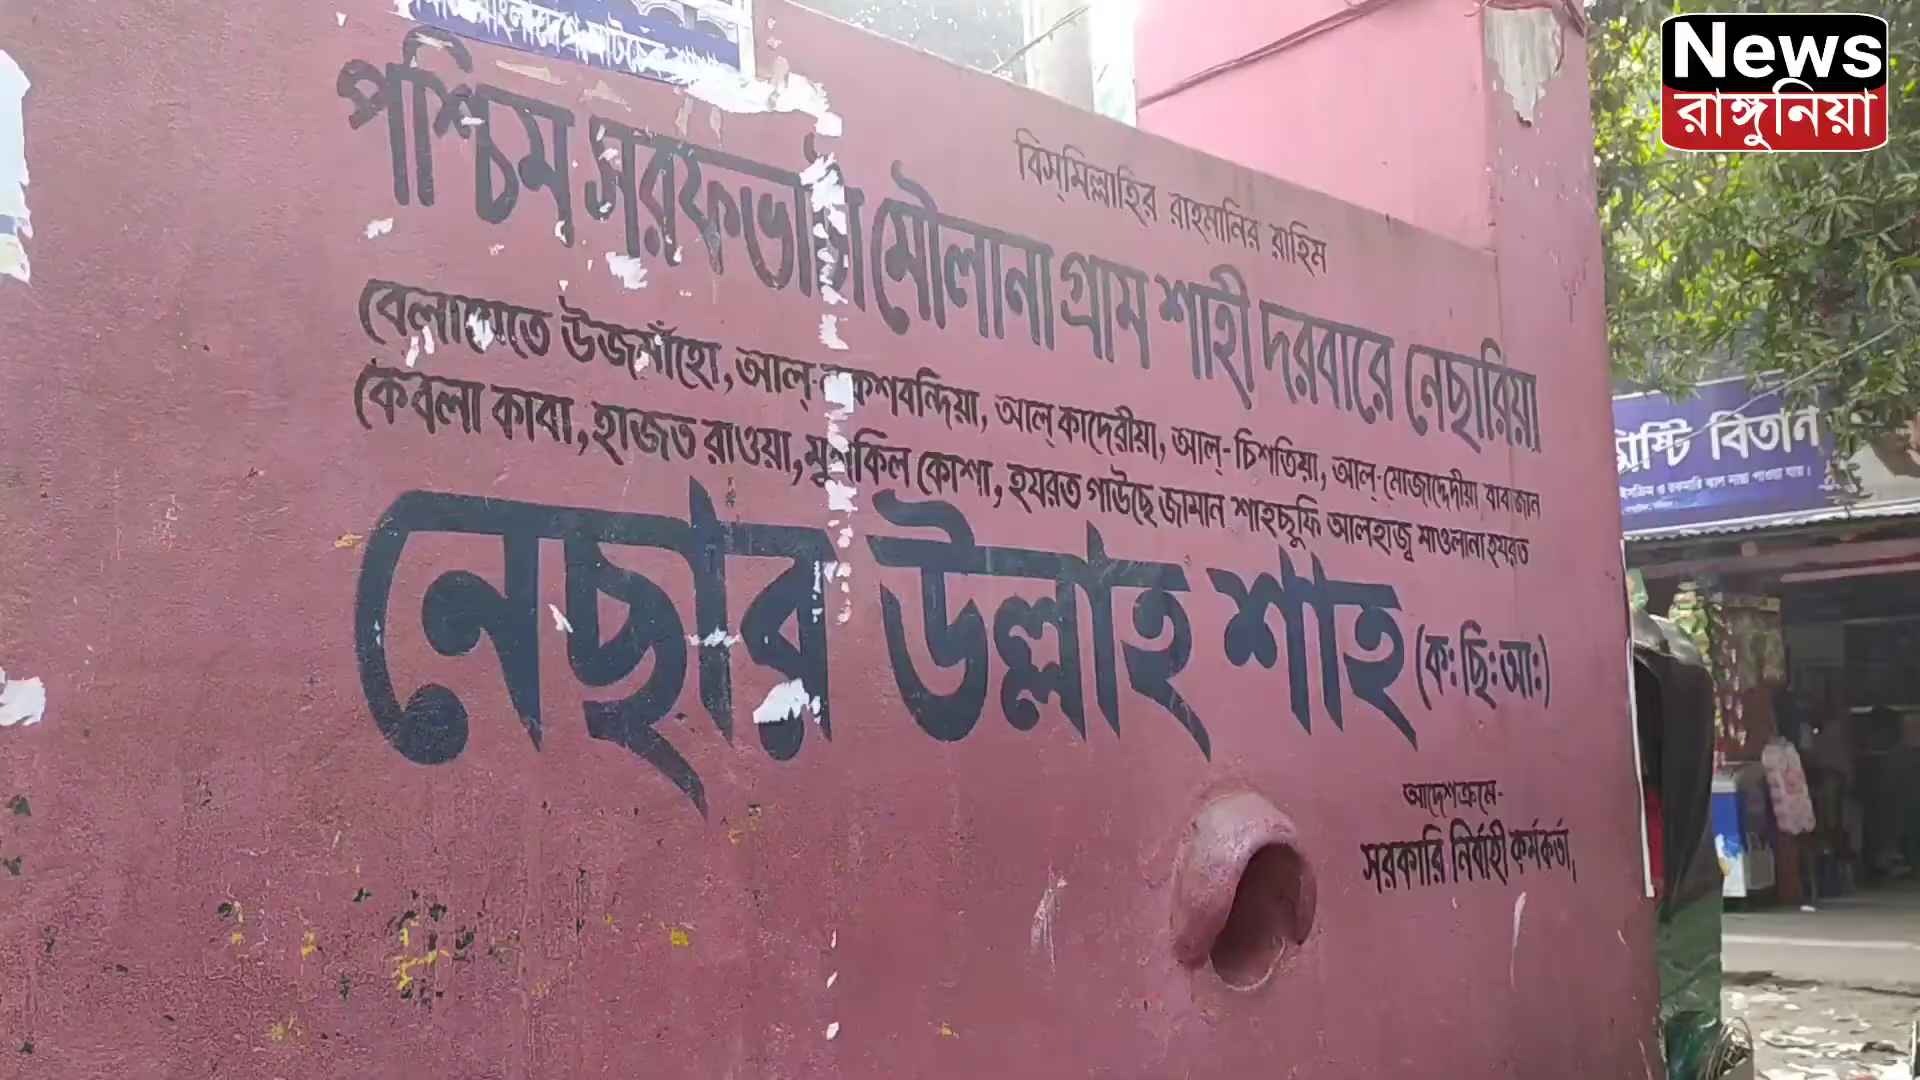 News
রাঙ্গুনিয়া
বিস্‌মিল্লাহির রাহমানির রাহিম
পশ্চিম সরফভাটা মৌলানা গ্রাম শাহী দরবারে নেছারিয়া
বেলায়েতে উজমাঁহো, আল্-নকশবন্দিয়া, আল্ কাদেরীয়া, আল্-চিশতিয়া, আল্-মোজাদ্দেদীয়া বাবাজান
কেবলা কাবা, হাজত রাওয়া, মুশকিল কোশা, হযরত গাউছে জামান শাহছুফি আলহাজ্ব মাওলানা হযরত
নেছার উল্লাহ শাহ (ক: ছি: আ:)
আদেশক্রমে-
সরকারি নির্বাহী কর্মকর্তা,
মিষ্টি বিতান